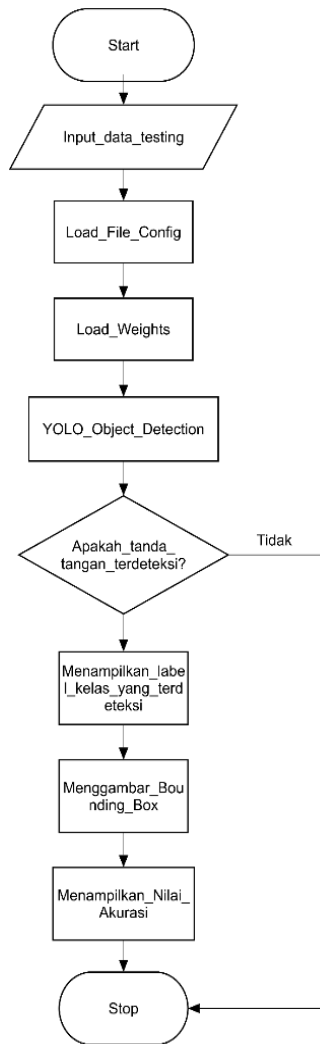 Start
Input_data_testing
Load_File_Config
Load_Weights
YOLO_Object_Detection
Apakah_tanda_
tangan_terdeteksi?
Tidak
Menampilkan_labe
l_kelas_yang_terd
eteksi
Menggambar_Bou
nding_Box
Menampilkan_Nilai_
Akurasi
Stop